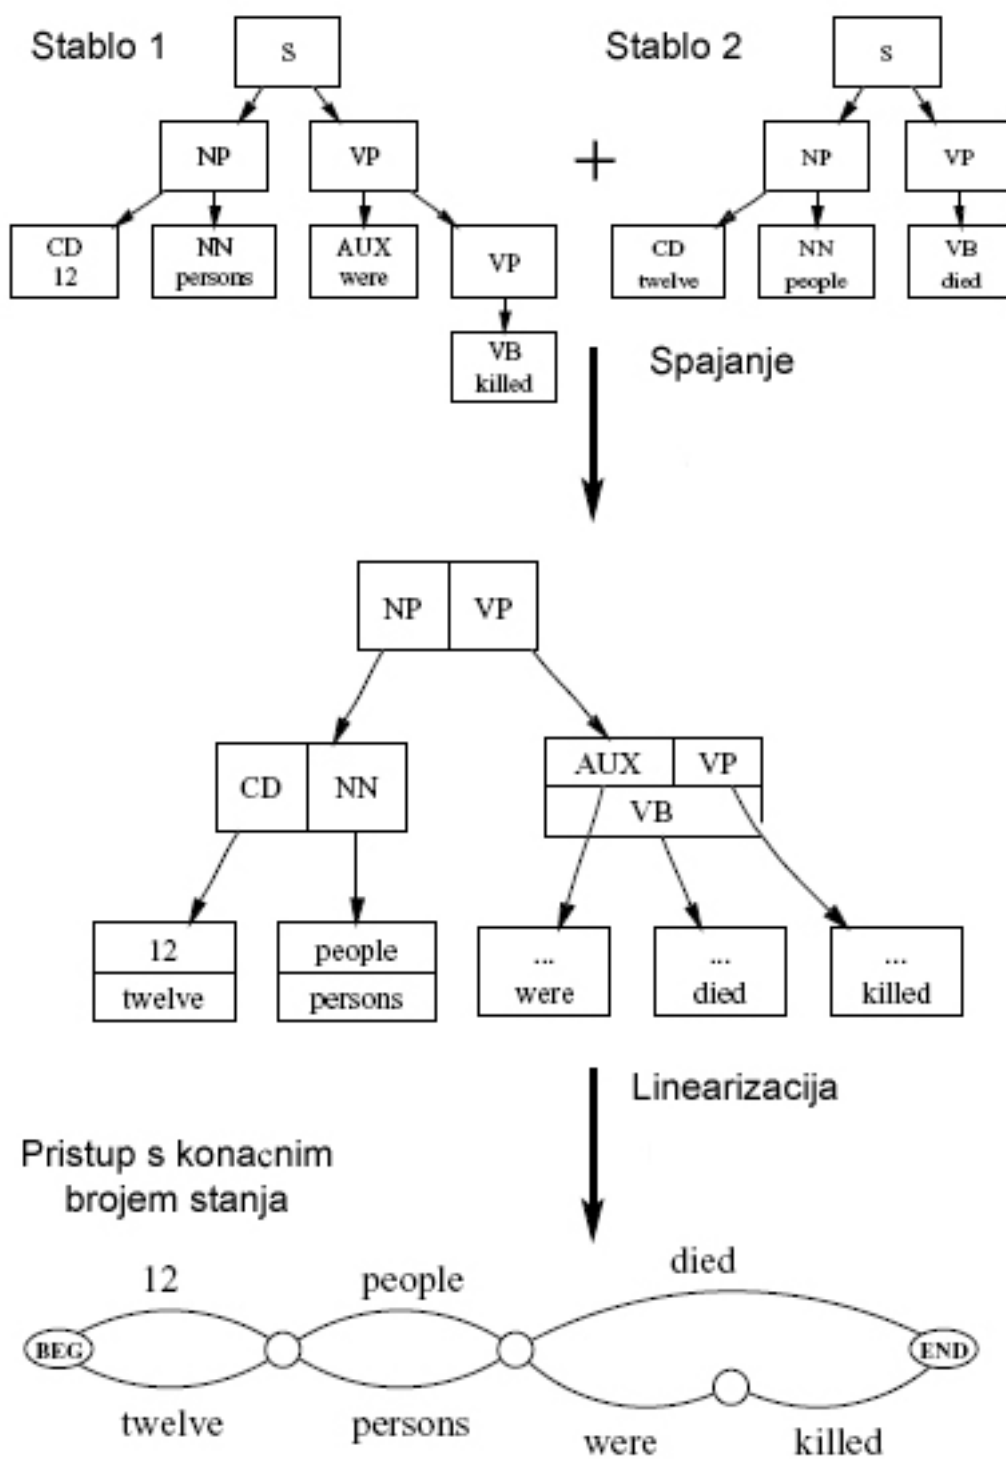 Stablo 1
S
NP
VP
CD
12
NN
persons
AUX
were
VP
VB
killed
+
Stablo 2
S
NP
VP
CD
twelve
NN
people
VB
died
Spajanje
NP VP
CD NN
AUX VP
VB
12
twelve
people
persons
...
were
...
died
...
killed
Linearizacija
Pristup s konacnim
brojem stanja
12
people
died
BEG
END
twelve
persons
were
killed